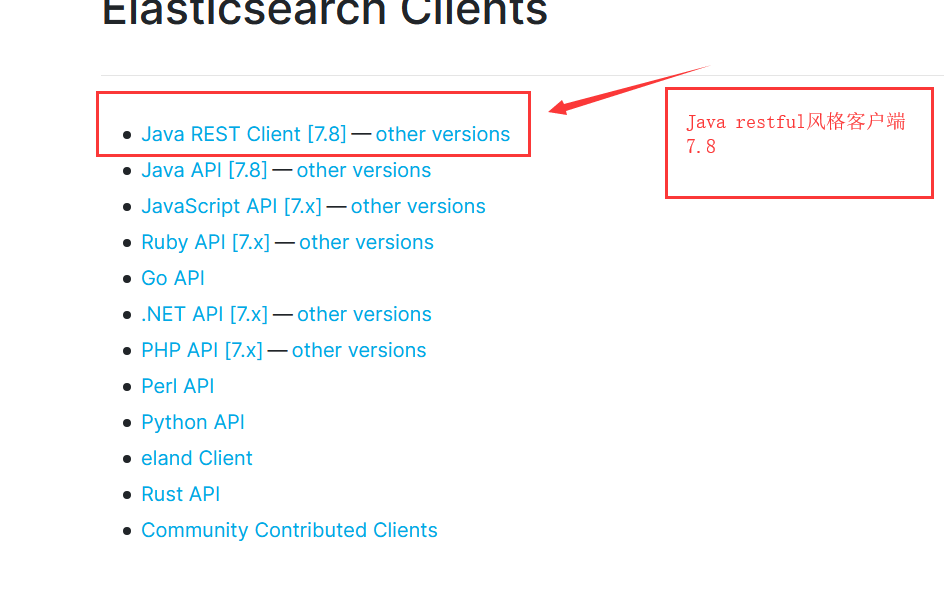 Elasticsearch Clients
Java REST Client [7.8] — other versions
Java restful风格客户端
7.8
Java API [7.8] — other versions
JavaScript API [7.x] — other versions
Ruby API [7.x] — other versions
Go API
.NET API [7.x] — other versions
PHP API [7.x] — other versions
Perl API
Python API
eland Client
Rust API
Community Contributed Clients